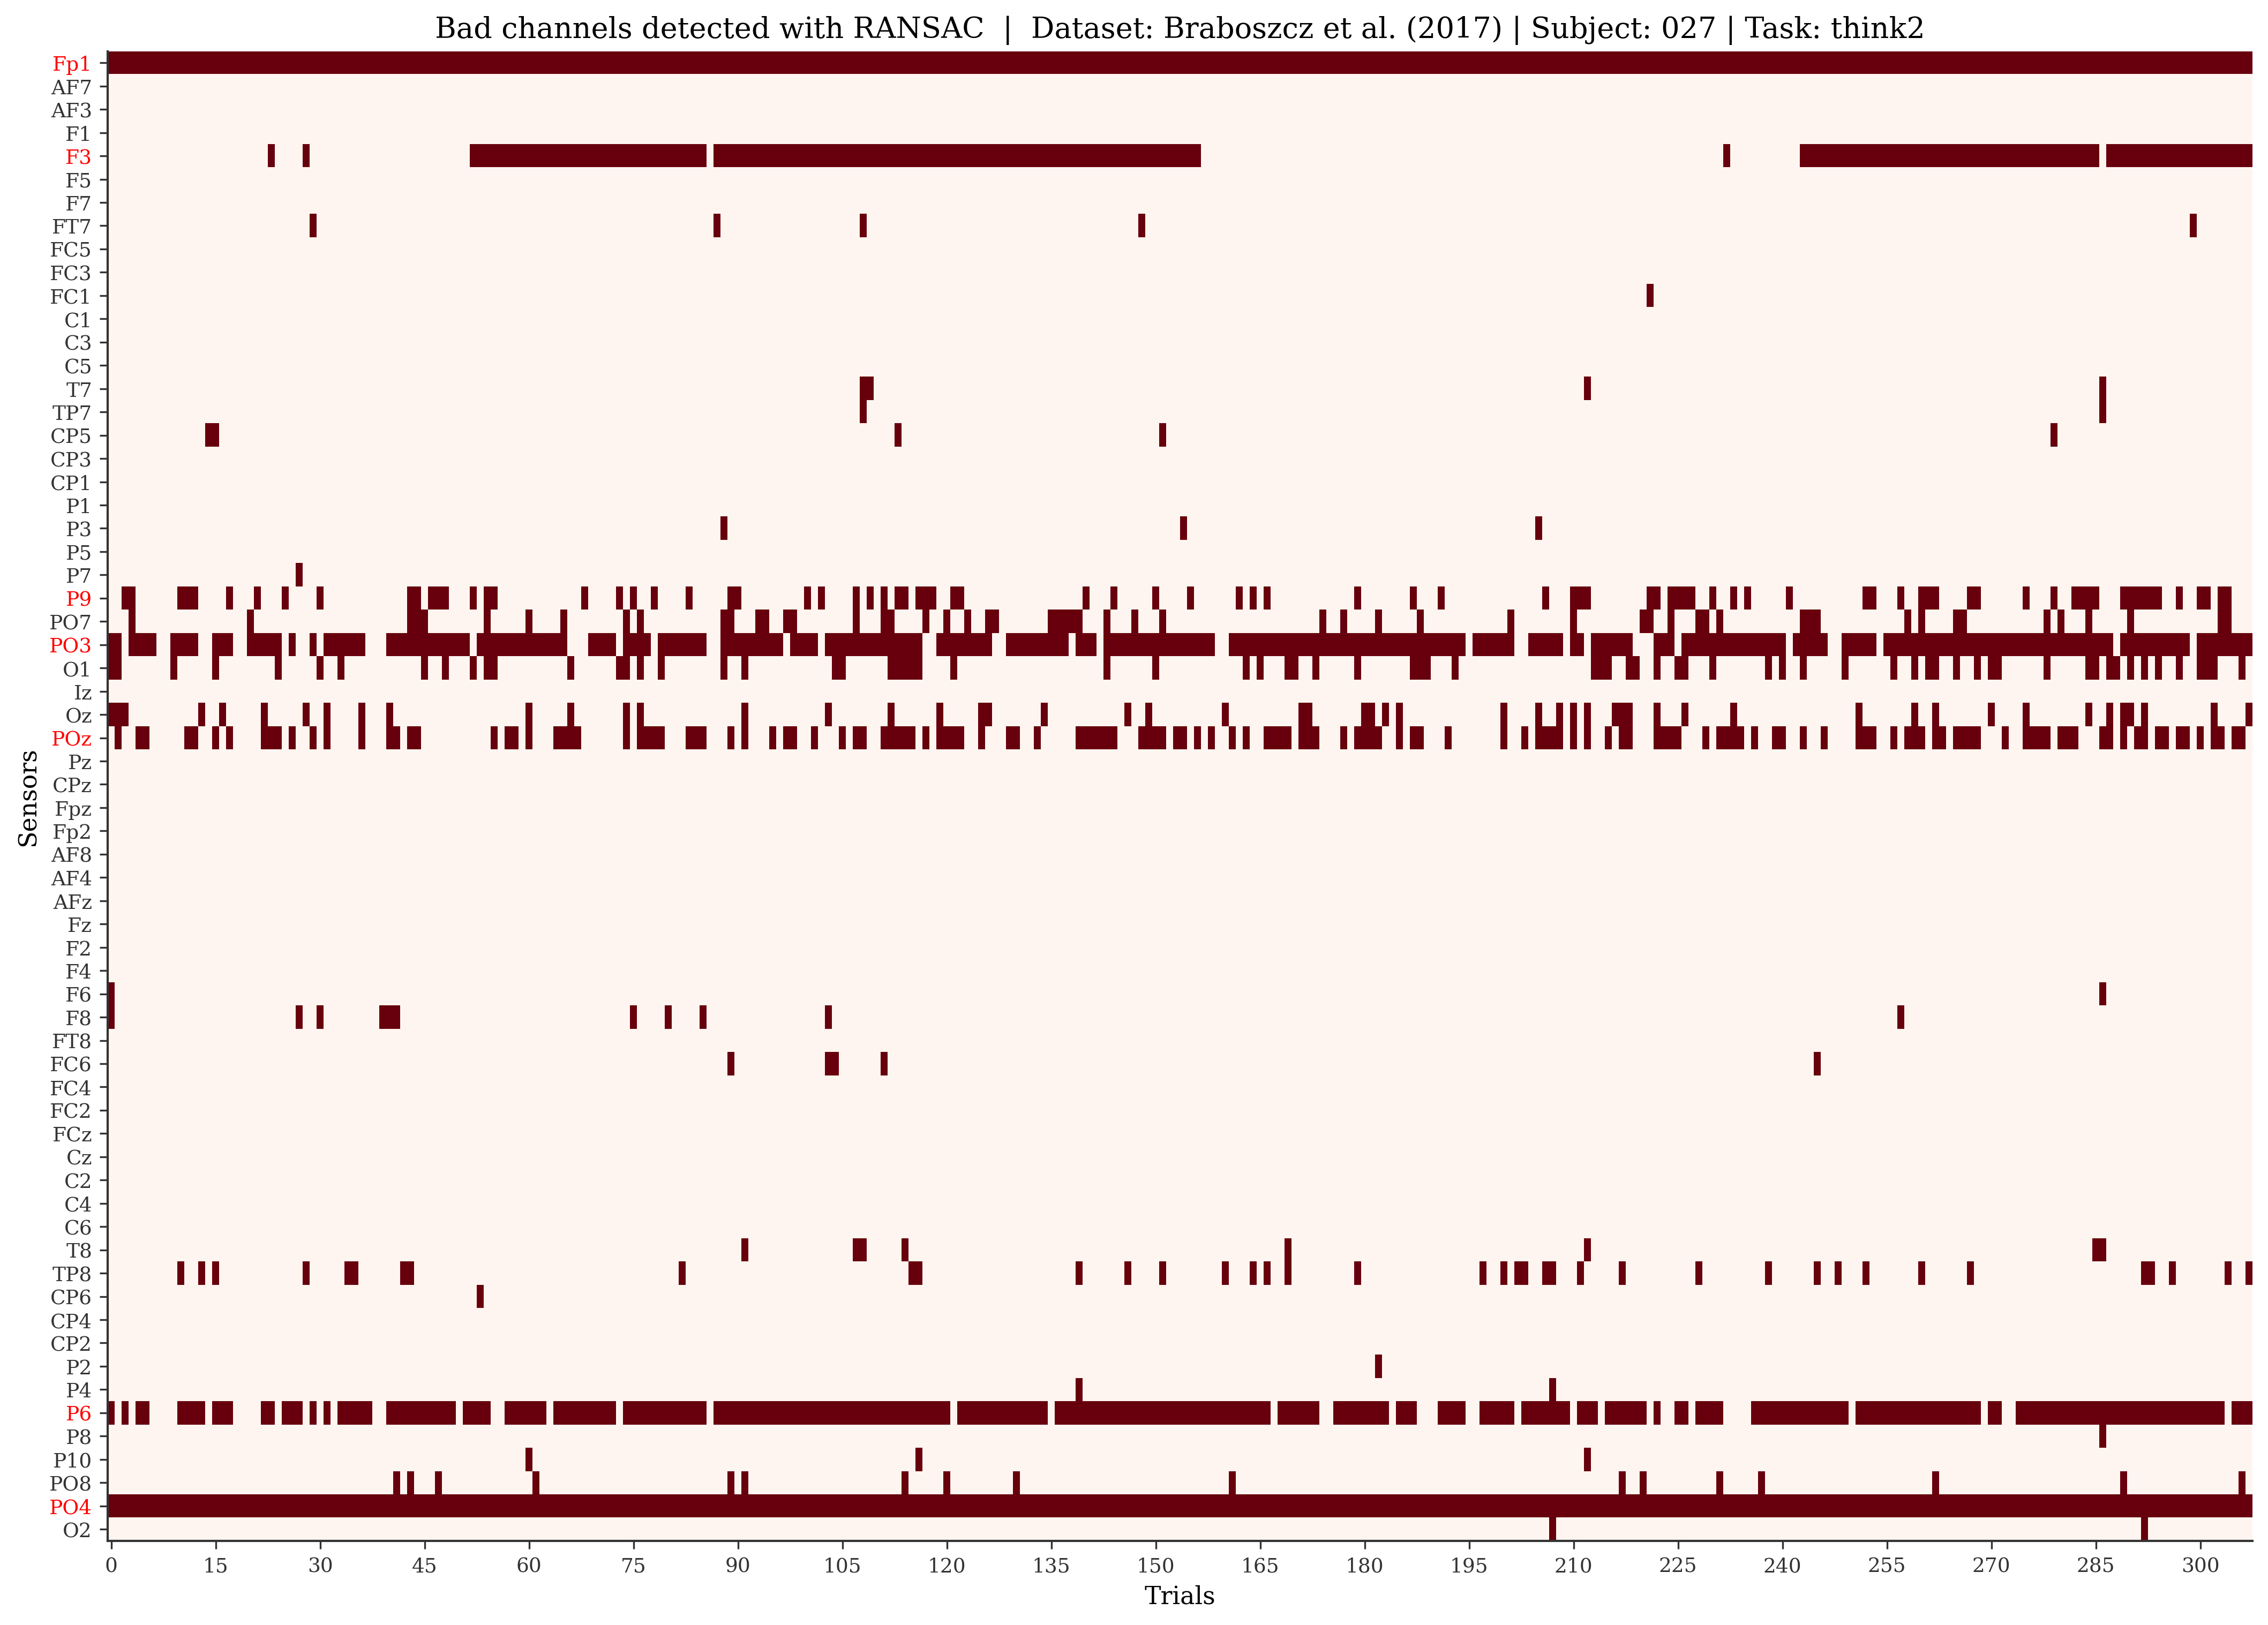 Bad channels detected with RANSAC | Dataset: Braboszcz et al. (2017) | Subject: 027 | Task: think2
Sensors
Fp1
AF7
AF3
F1
F3
F5
F7
FT7
FC5
FC3
FC1
C1
C3
C5
T7
TP7
CP5
CP3
CP1
P1
P3
P5
P7
P9
PO7
PO3
O1
Iz
Oz
POz
Pz
CPz
Fpz
Fp2
AF8
AF4
AFz
Fz
F2
F4
F6
F8
FT8
FC6
FC4
FC2
FCz
Cz
C2
C4
C6
T8
TP8
CP6
CP4
CP2
P2
P4
P6
P8
P10
PO8
PO4
O2
0 15 30 45 60 75 90 105 120 135 150 165 180 195 210 225 240 255 270 285 300
Trials